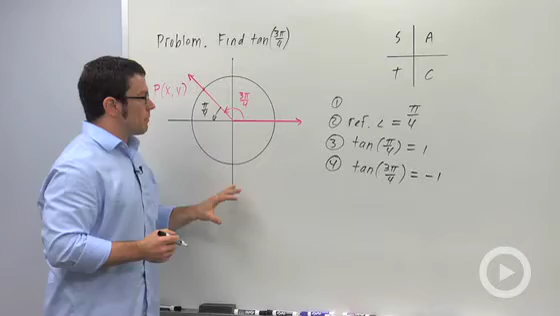 Problem. Find tan(3π/4)
S A
T C
P(x, y)
π/4
3π/4
①
② ref. ∠ = π/4
③ tan(π/4) = 1
④ tan(3π/4) = -1